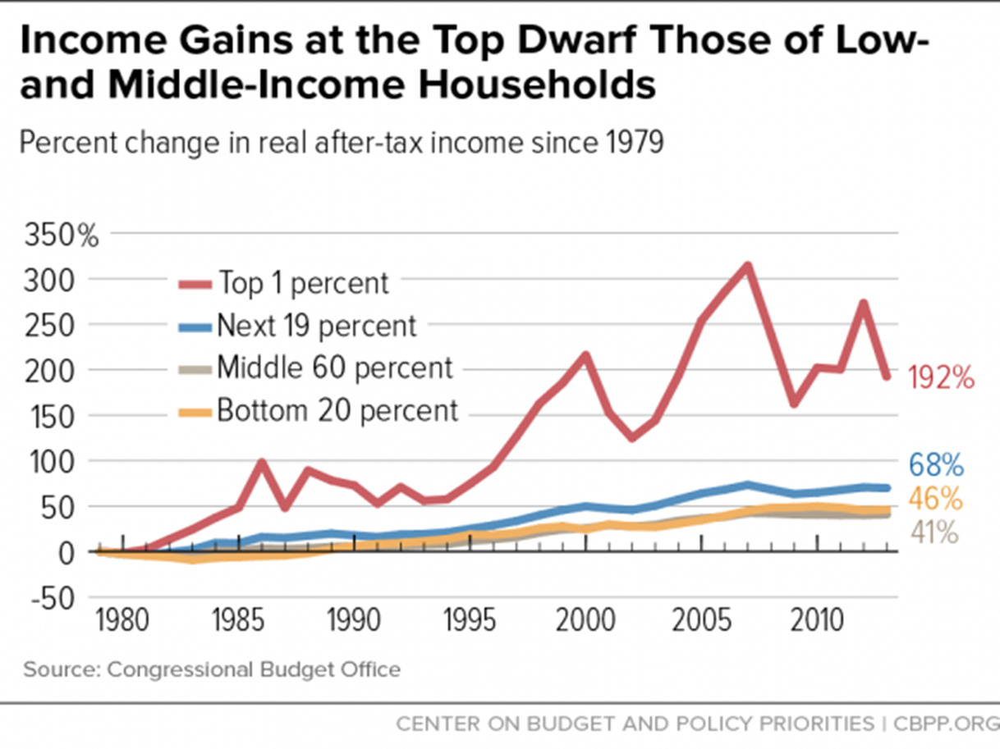 Income Gains at the Top Dwarf Those of Low-
and Middle-Income Households
Percent change in real after-tax income since 1979
350%
300
250
200
150
100
50
0
-50
Top 1 percent
Next 19 percent
Middle 60 percent
Bottom 20 percent
192%
68%
46%
41%
1980 1985 1990 1995 2000 2005 2010
Source: Congressional Budget Office
CENTER ON BUDGET AND POLICY PRIORITIES | CBPP.ORG